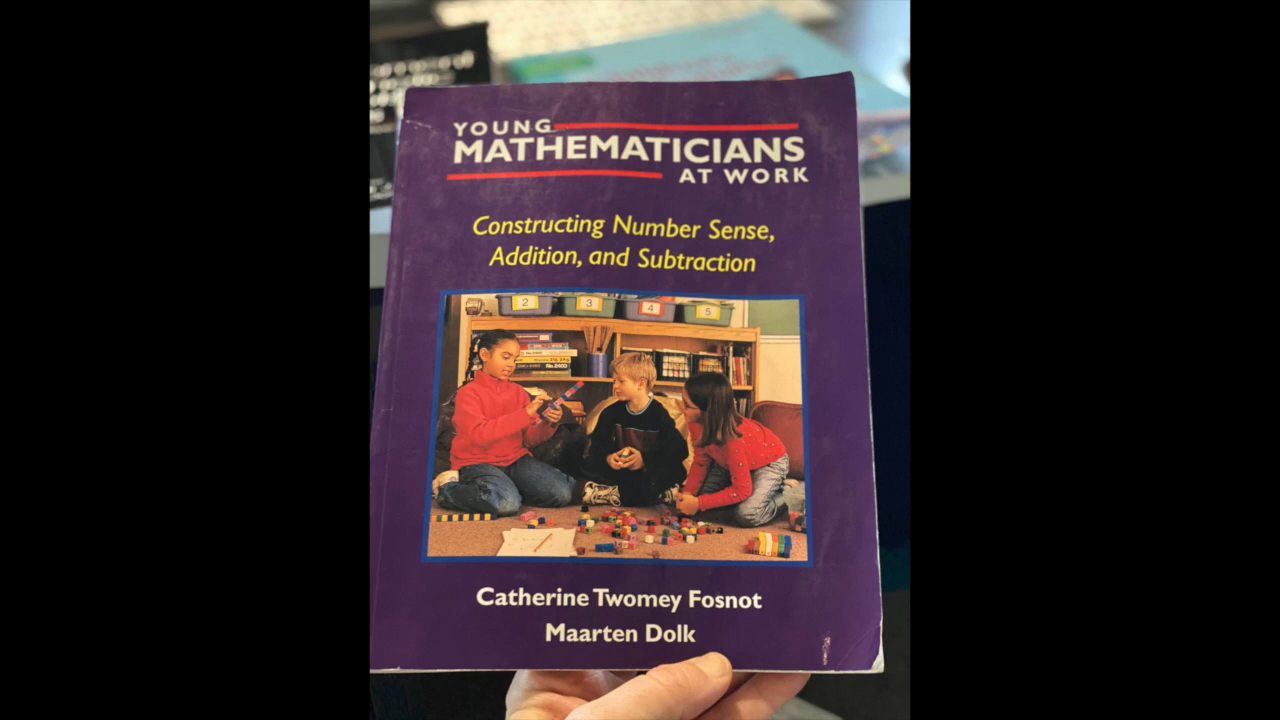 YOUNG
MATHEMATICIANS
AT WORK
Constructing Number Sense,
Addition, and Subtraction
2
3
4
5
Catherine Twomey Fosnot
Maarten Dolk